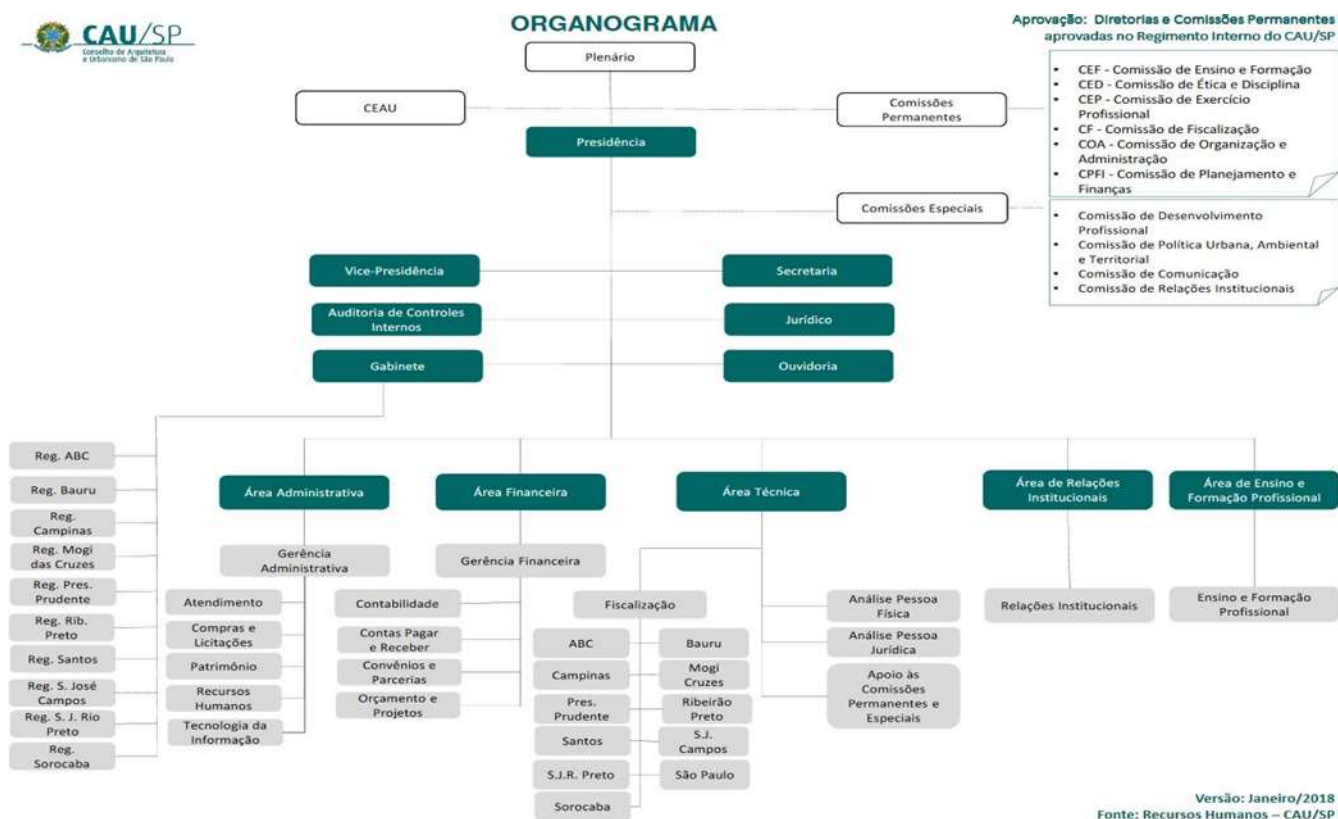 CAU/SP
Conselho de Arquitetura
e Urbanismo de São Paulo
ORGANOGRAMA
Aprovação: Diretorias e Comissões Permanentes
aprovadas no Regimento Interno do CAU/SP
Plenário
CEAU
Comissões
Permanentes
• CEF - Comissão de Ensino e Formação
• CED - Comissão de Ética e Disciplina
• CEP - Comissão de Exercício
Profissional
• CF - Comissão de Fiscalização
• COA - Comissão de Organização e
Administração
• CPFI - Comissão de Planejamento e
Finanças
Presidência
Comissões Especiais
• Comissão de Desenvolvimento
Profissional
• Comissão de Política Urbana, Ambiental
e Territorial
• Comissão de Comunicação
• Comissão de Relações Institucionais
Vice-Presidência
Secretaria
Auditoria de Controles
Internos
Jurídico
Gabinete
Ouvidoria
Reg. ABC
Reg. Bauru
Reg.
Campinas
Reg. Mogi
das Cruzes
Reg. Pres.
Prudente
Reg. Rib.
Preto
Reg. Santos
Reg. S. José
Campos
Reg. S. J. Rio
Preto
Reg.
Sorocaba
Área Administrativa
Gerência
Administrativa
Atendimento
Compras e
Licitações
Patrimônio
Recursos
Humanos
Tecnologia da
Informação
Área Financeira
Gerência Financeira
Contabilidade
Contas Pagar
e Receber
Convênios e
Parcerias
Orçamento e
Projetos
Área Técnica
Fiscalização
ABC
Bauru
Campinas
Mogi
Cruzes
Pres.
Prudente
Ribeirão
Preto
Santos
S.J.
Campos
S.J.R. Preto
São Paulo
Sorocaba
Análise Pessoa
Física
Análise Pessoa
Jurídica
Apoio às
Comissões
Permanentes e
Especiais
Área de Relações
Institucionais
Relações Institucionais
Área de Ensino e
Formação Profissional
Ensino e Formação
Profissional
Versão: Janeiro/2018
Fonte: Recursos Humanos – CAU/SP